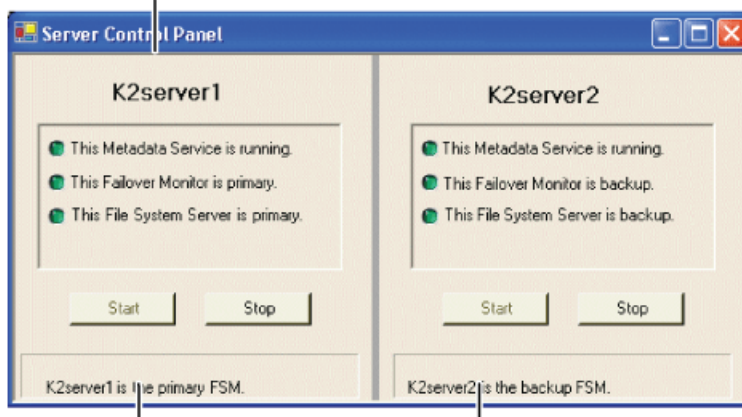 Server Control Panel
K2server1
This Metadata Service is running.
This Failover Monitor is primary.
This File System Server is primary.
Start Stop
K2server1 is the primary FSM.
K2server2
This Metadata Service is running.
This Failover Monitor is backup.
This File System Server is backup.
Start Stop
K2server2 is the backup FSM.